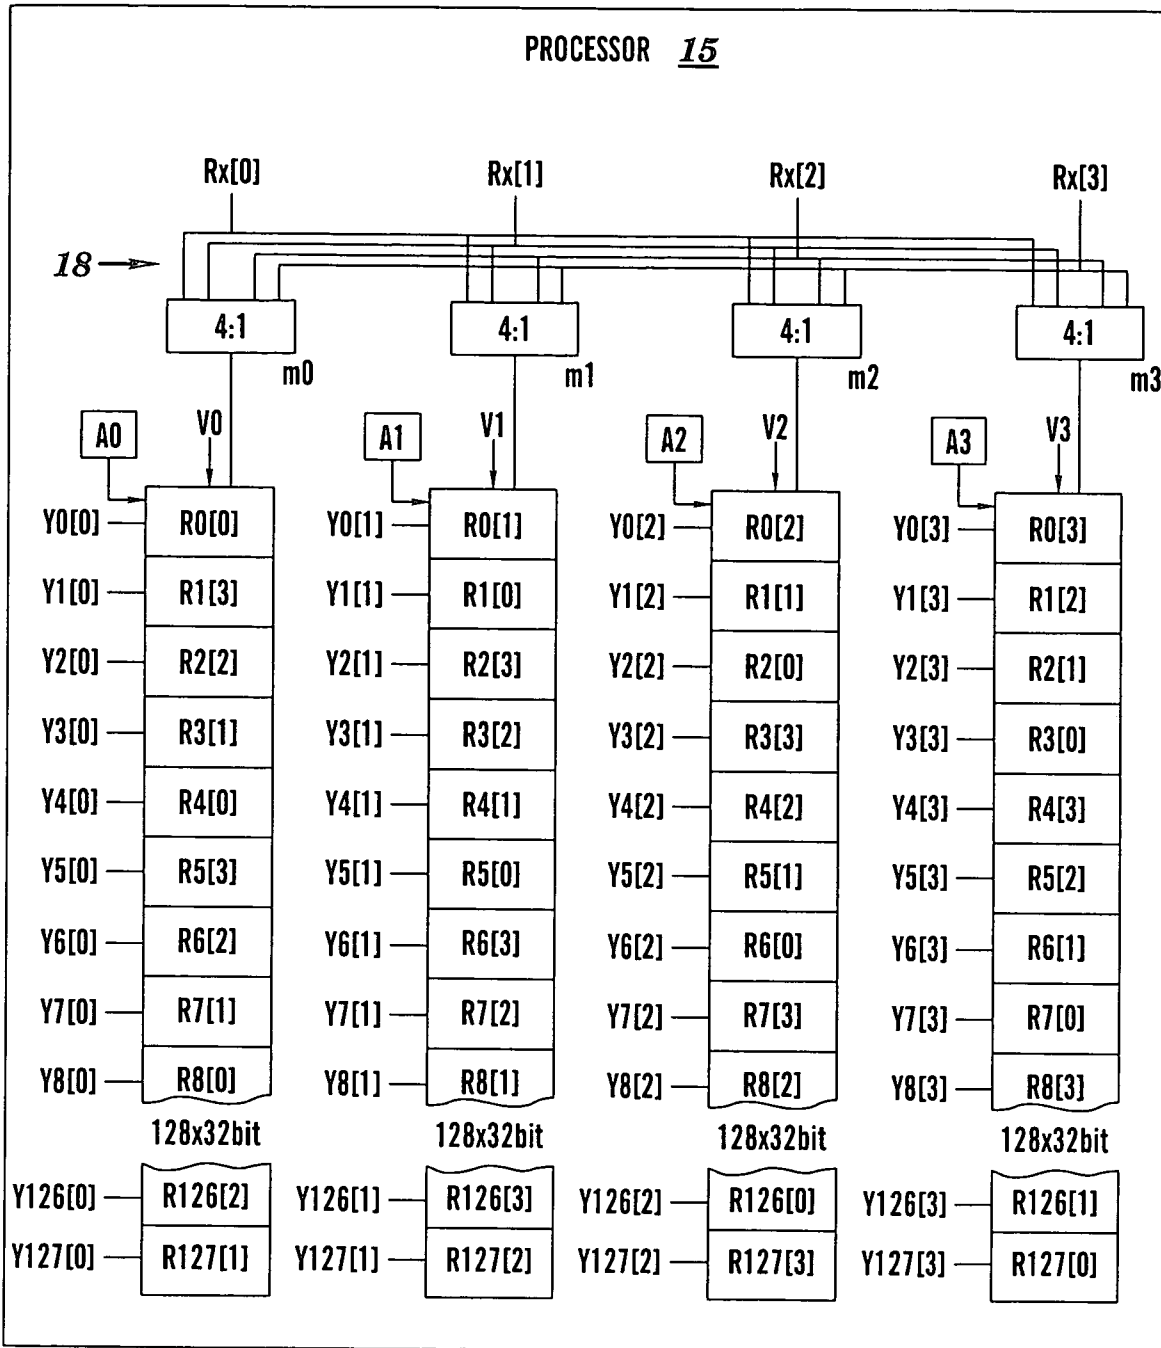 PROCESSOR 15
Rx[0] Rx[1] Rx[2] Rx[3]
18
4:1 4:1 4:1 4:1
m0 m1 m2 m3
A0 V0 A1 V1 A2 V2 A3 V3
Y0[0] R0[0] Y0[1] R0[1] Y0[2] R0[2] Y0[3] R0[3]
Y1[0] R1[3] Y1[1] R1[0] Y1[2] R1[1] Y1[3] R1[2]
Y2[0] R2[2] Y2[1] R2[3] Y2[2] R2[0] Y2[3] R2[1]
Y3[0] R3[1] Y3[1] R3[2] Y3[2] R3[3] Y3[3] R3[0]
Y4[0] R4[0] Y4[1] R4[1] Y4[2] R4[2] Y4[3] R4[3]
Y5[0] R5[3] Y5[1] R5[0] Y5[2] R5[1] Y5[3] R5[2]
Y6[0] R6[2] Y6[1] R6[3] Y6[2] R6[0] Y6[3] R6[1]
Y7[0] R7[1] Y7[1] R7[2] Y7[2] R7[3] Y7[3] R7[0]
Y8[0] R8[0] Y8[1] R8[1] Y8[2] R8[2] Y8[3] R8[3]
128x32bit 128x32bit 128x32bit 128x32bit
Y126[0] R126[2] Y126[1] R126[3] Y126[2] R126[0] Y126[3] R126[1]
Y127[0] R127[1] Y127[1] R127[2] Y127[2] R127[3] Y127[3] R127[0]